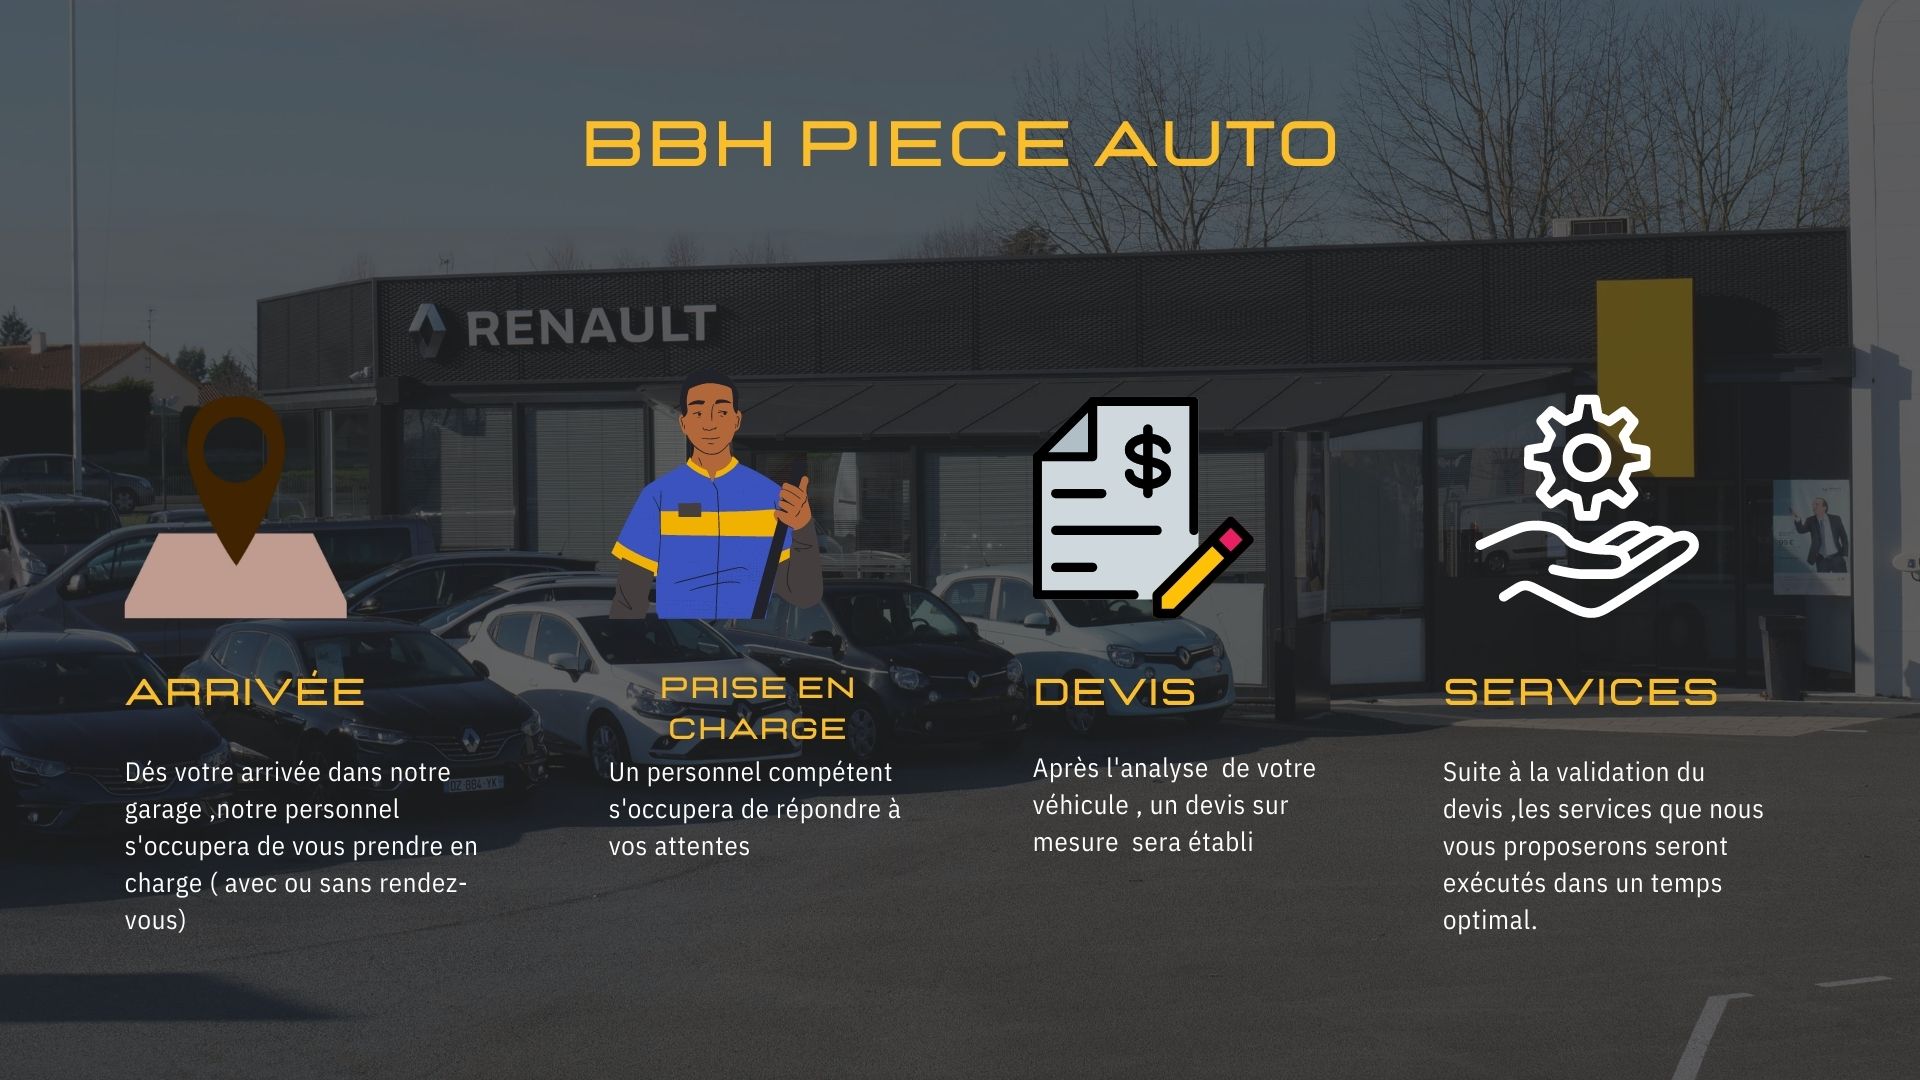 BBH PIECE AUTO
RENAULT
$
ARRIVÉE
Dés votre arrivée dans notre
garage ,notre personnel
s'occupera de vous prendre en
charge ( avec ou sans rendez-
vous)
PRISE EN
CHARGE
Un personnel compétent
s'occupera de répondre à
vos attentes
DEVIS
Après l'analyse  de votre
véhicule , un devis sur
mesure  sera établi
SERVICES
Suite à la validation du
devis ,les services que nous
vous proposerons seront
exécutés dans un temps
optimal.